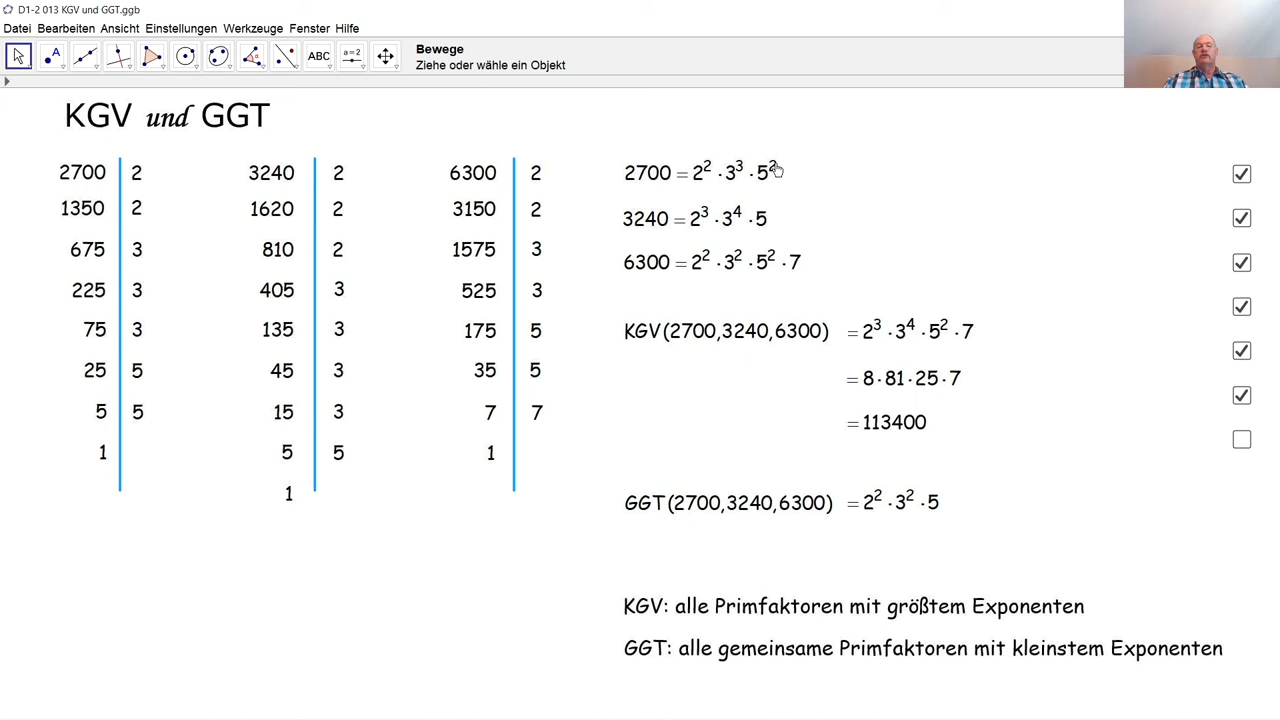 D1-2 013 KGV und GGT.ggb
Datei Bearbeiten Ansicht Einstellungen Werkzeuge Fenster Hilfe
A ABC a=2 Bewege
Ziehe oder wähle ein Objekt
KGV und GGT
2700 2 3240 2 6300 2 2700 = 2² · 3³ · 5²
1350 2 1620 2 3150 2 3240 = 2³ · 3⁴ · 5
675 3 810 2 1575 3 6300 = 2² · 3² · 5² · 7
225 3 405 3 525 3
75 3 135 3 175 5 KGV(2700,3240,6300) = 2³ · 3⁴ · 5² · 7
25 5 45 3 35 5 = 8 · 81 · 25 · 7
5 5 15 3 7 7 = 113400
1 5 5 1
1 GGT(2700,3240,6300) = 2² · 3² · 5
KGV: alle Primfaktoren mit größtem Exponenten
GGT: alle gemeinsame Primfaktoren mit kleinstem Exponenten